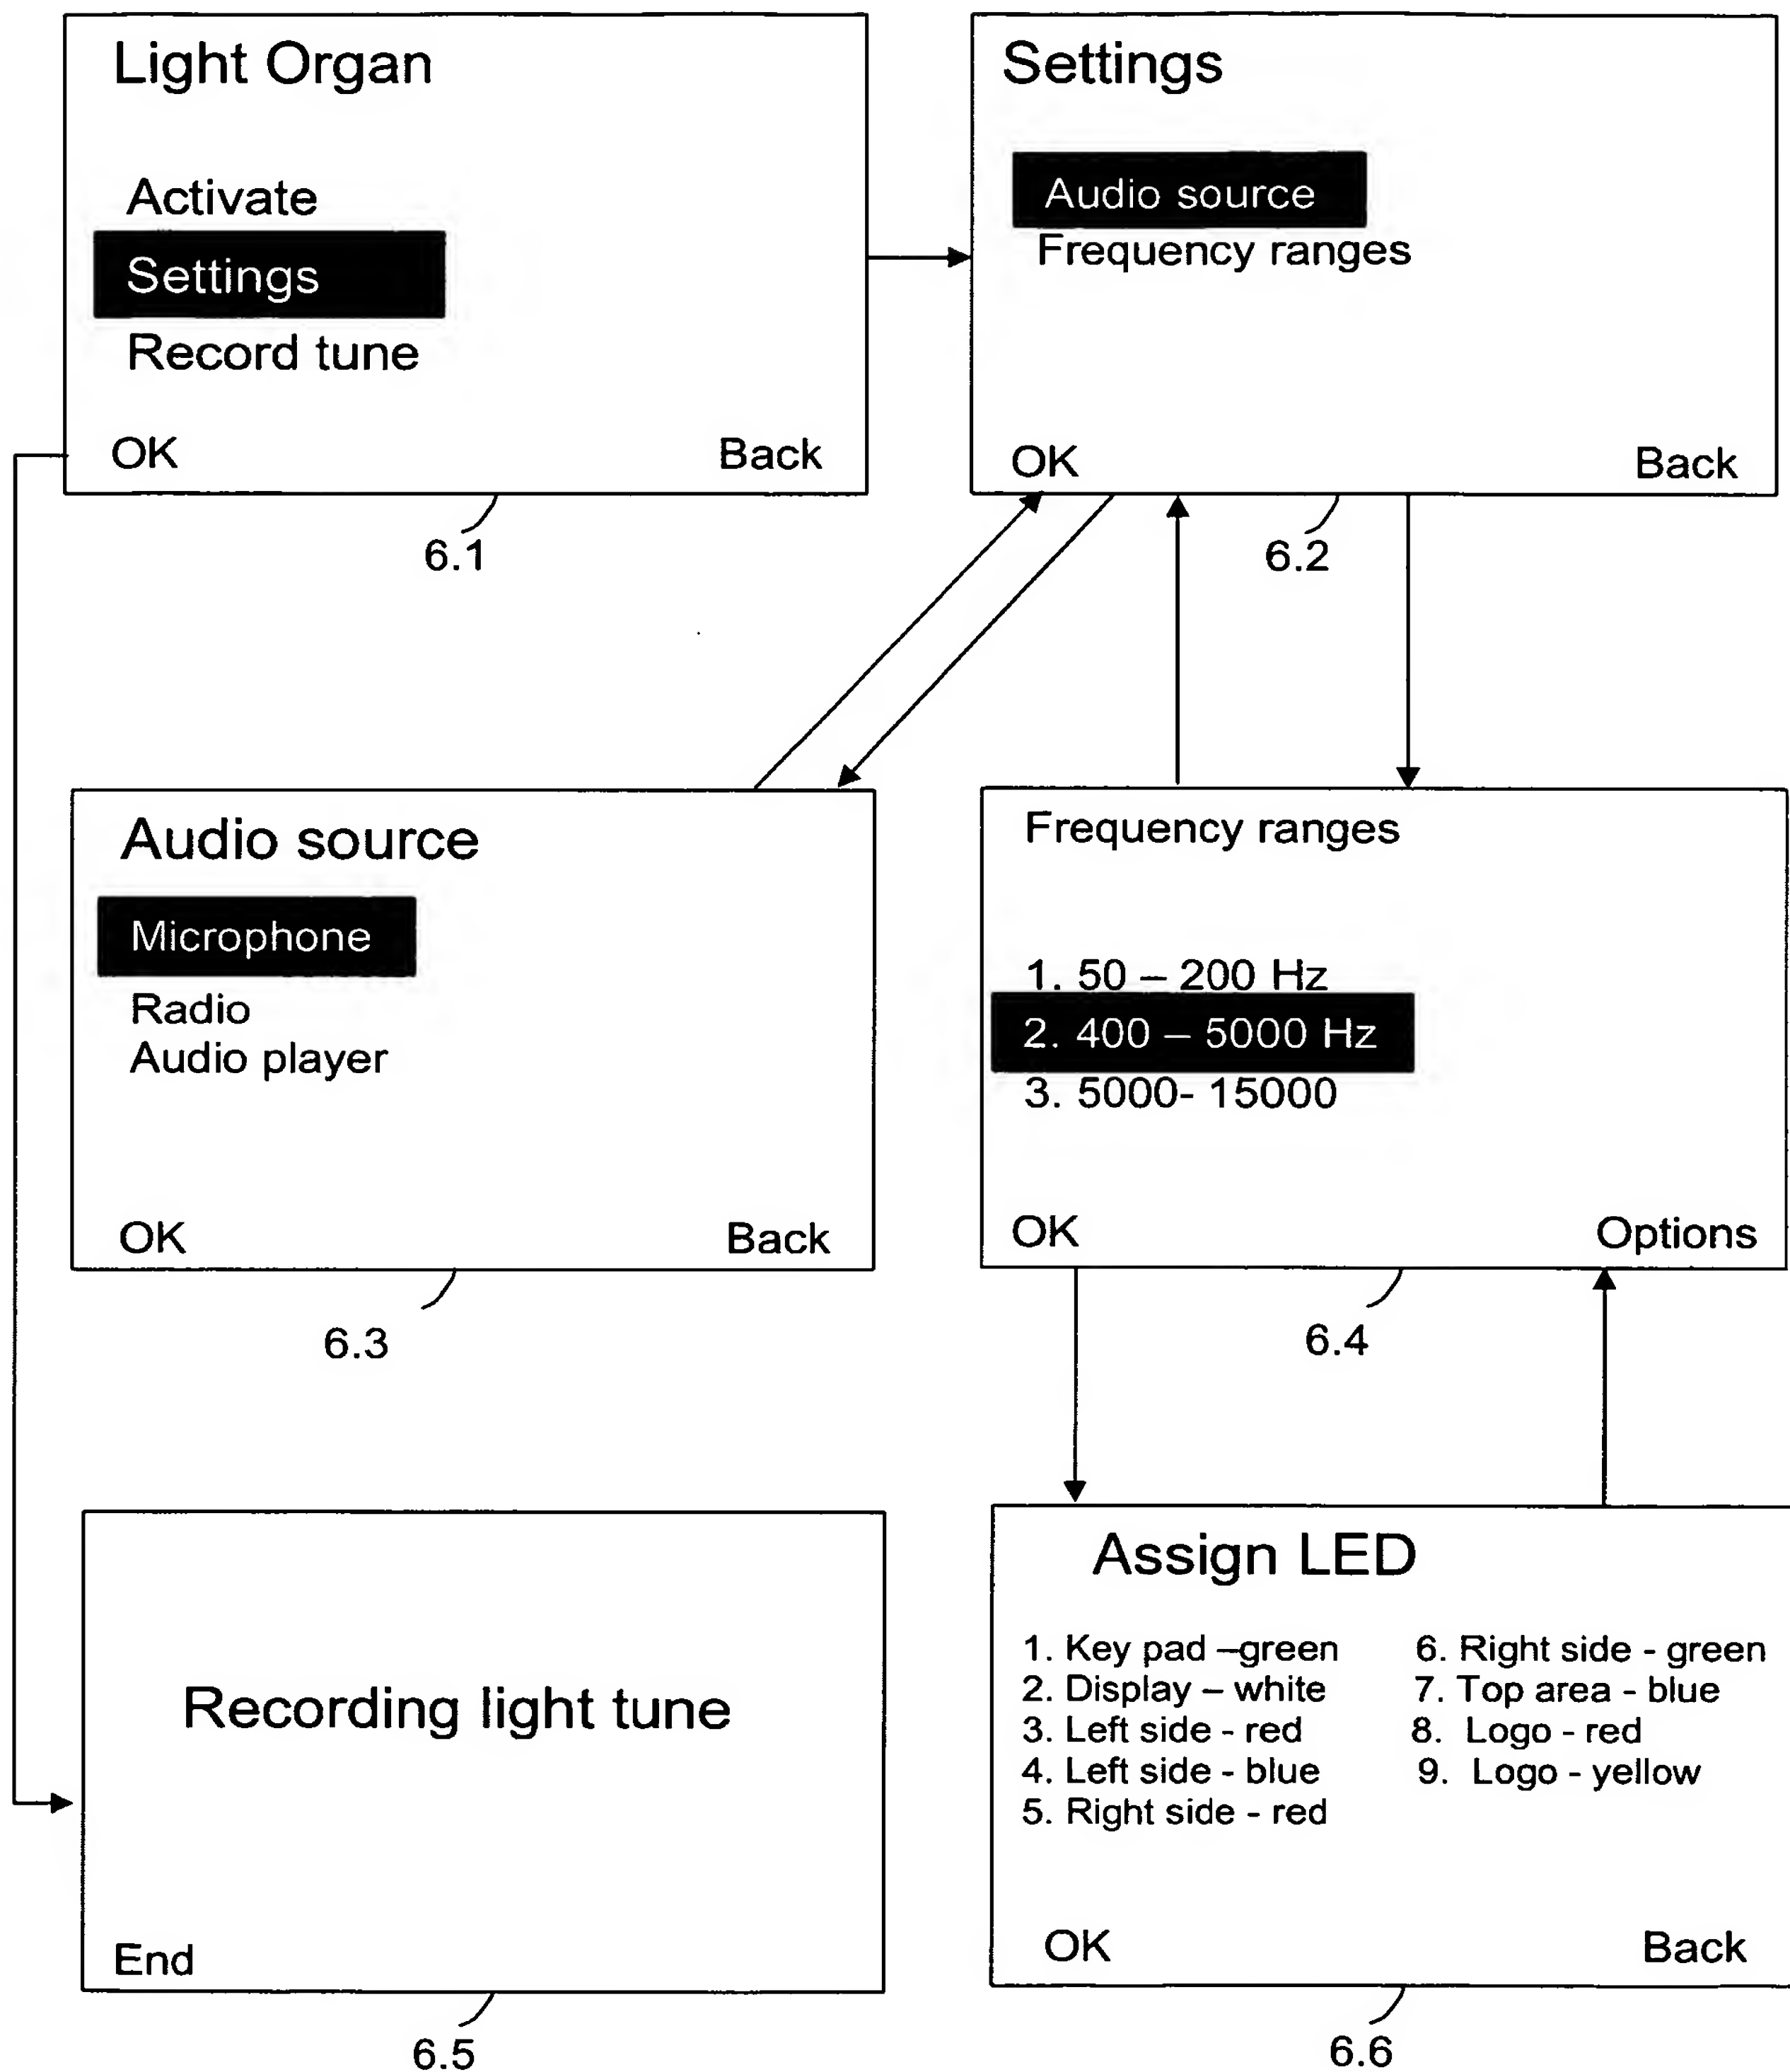 Light Organ
Activate
Settings
Record tune
OK Back
6.1
Settings
Audio source
Frequency ranges
OK Back
6.2
Audio source
Microphone
Radio
Audio player
OK Back
6.3
Frequency ranges
1. 50 – 200 Hz
2. 400 – 5000 Hz
3. 5000- 15000
OK Options
6.4
Recording light tune
End
6.5
Assign LED
1. Key pad –green
2. Display – white
3. Left side - red
4. Left side - blue
5. Right side - red
6. Right side - green
7. Top area - blue
8. Logo - red
9. Logo - yellow
OK Back
6.6